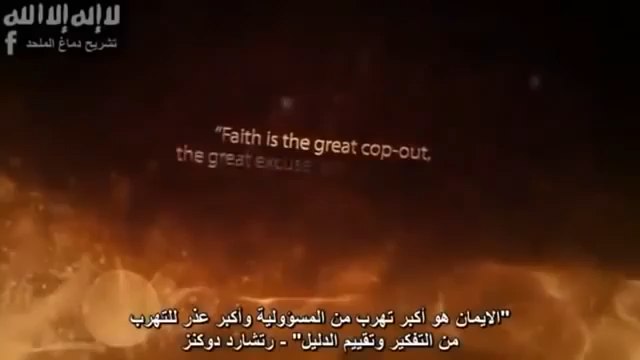 لا إله إلا الله
تشريح دماغ الملحد
"Faith is the great cop-out,
the great excuse
"الايمان هو أكبر تهرب من المسؤولية وأكبر عذر للتهرب
من التفكير وتقييم الدليل" - رتشارد دوكنز